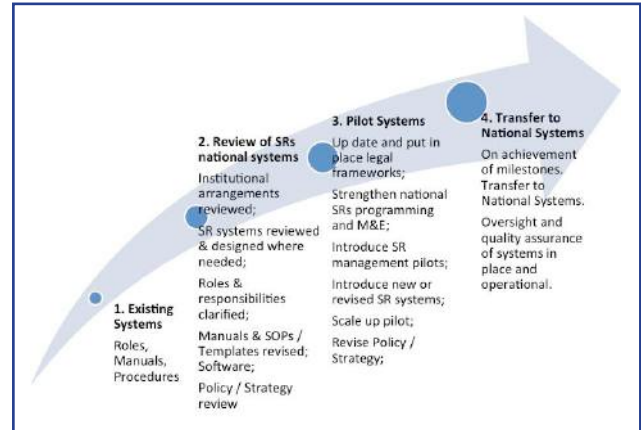 1. Existing
Systems
Roles,
Manuals,
Procedures
2. Review of SRs
national systems
Institutional
arrangements
reviewed;
SR systems reviewed
& designed where
needed;
Roles &
responsibilities
clarified;
Manuals & SOPs /
Templates revised;
Software;
Policy / Strategy
review
3. Pilot Systems
Up date and put in
place legal
frameworks;
Strengthen national
SRs programming
and M&E;
Introduce SR
management pilots;
Introduce new or
revised SR systems;
Scale up pilot;
Revise Policy /
Strategy;
4. Transfer to
National Systems
On achievement
of milestones.
Transfer to
National Systems.
Oversight and
quality assurance
of systems in
place and
operational.